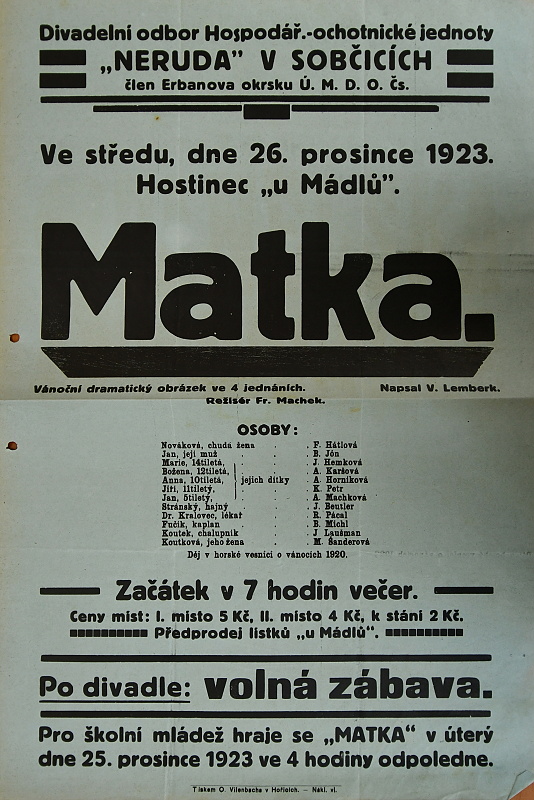 Divadelní odbor Hospodář.-ochotnické jednoty
„NERUDA” V SOBČICÍCH
člen Erbanova okrsku Ú. M. D. O. Čs.
Ve středu, dne 26. prosince 1923.
Hostinec „u Mádlů”.
Matka.
Vánoční dramatický obrázek ve 4 jednáních. Napsal V. Lemberk.
Režisér Fr. Machek.
OSOBY:
Nováková, chudá žena . . . F. Hátlová
Jan, její muž . . . B. Jón
Marie, 14tiletá, . . J. Hemková
Božena, 12tiletá, . . A. Karšová
Anna, 10tiletá, jejich dítky . . A. Horníková
Jiří, 11tiletý, . . K. Petr
Jan, 5tiletý, . . A. Machková
Stránský, hajný . . . J. Beutler
Dr. Kralovec, lékař . . . R. Pácal
Fučík, kaplan . . . B. Michl
Koutek, chalupník . . . J Laušman
Koutková, jeho žena . . . M. Šanderová
Děj v horské vesnici o vánocích 1920.
Začátek v 7 hodin večer.
Ceny míst: I. místo 5 Kč, II. místo 4 Kč, k stání 2 Kč.
Předprodej lístků „u Mádlů”.
Po divadle: volná zábava.
Pro školní mládež hraje se „MATKA” v úterý
dne 25. prosince 1923 ve 4 hodiny odpoledne.
Tiskem O. Vilenbacha v Hořicích. — Nákl. vl.